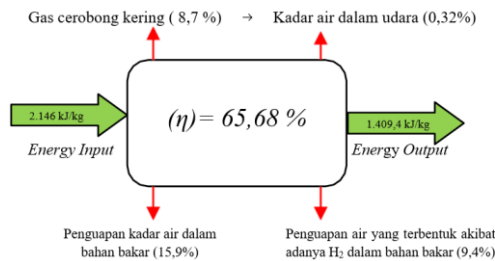 Gas cerobong kering ( 8,7 %) → Kadar air dalam udara (0,32%)
2.146 kJ/kg
(η)= 65,68 %
1.409,4 kJ/kg
Energy Input
Energy Output
Penguapan kadar air dalam
bahan bakar (15,9%)
Penguapan air yang terbentuk akibat
adanya H₂ dalam bahan bakar (9,4%)